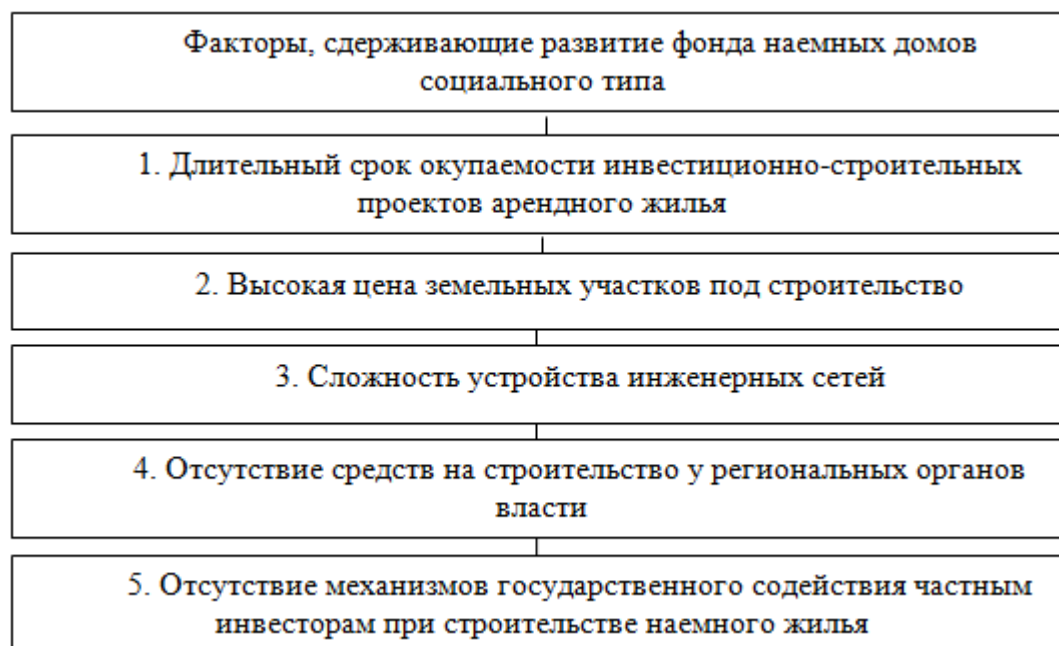 Факторы, сдерживающие развитие фонда наемных домов
социального типа
1. Длительный срок окупаемости инвестиционно-строительных
проектов арендного жилья
2. Высокая цена земельных участков под строительство
3. Сложность устройства инженерных сетей
4. Отсутствие средств на строительство у региональных органов
власти
5. Отсутствие механизмов государственного содействия частным
инвесторам при строительстве наемного жилья